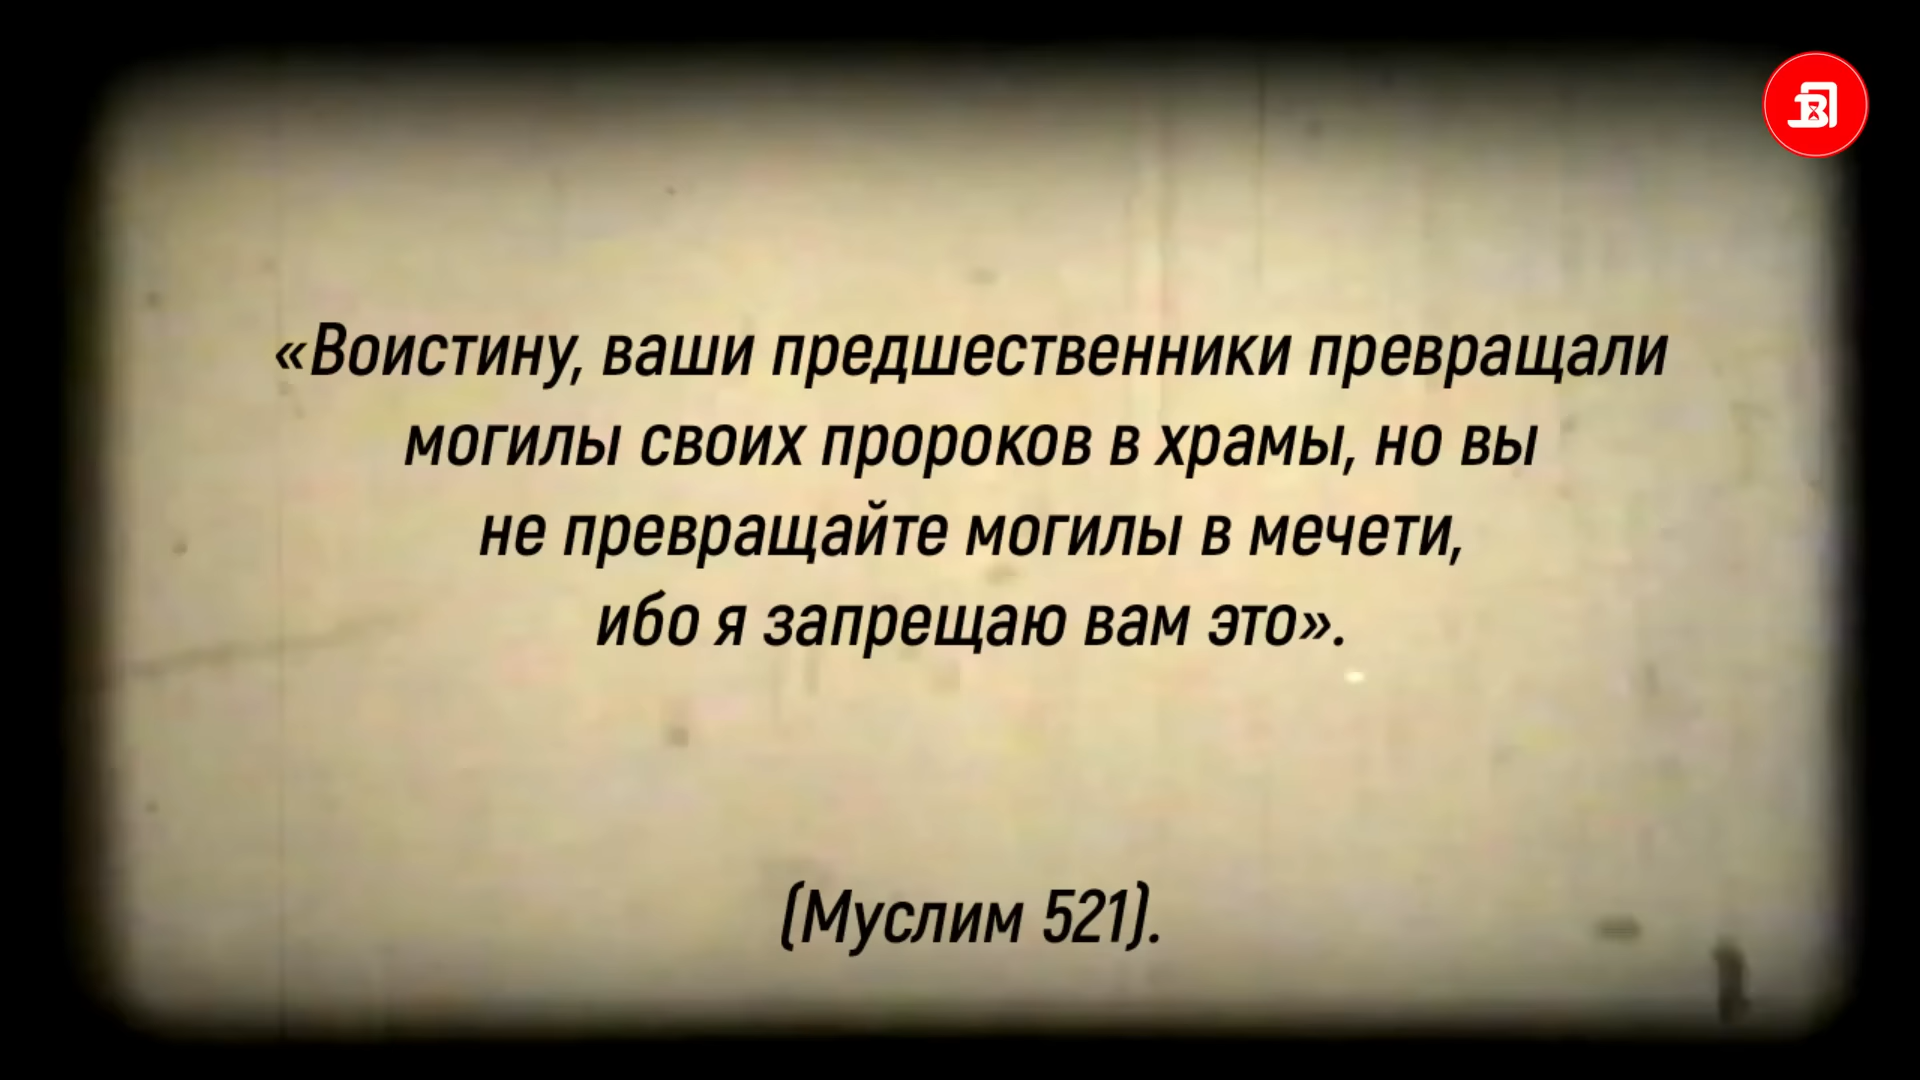 «Воистину, ваши предшественники превращали
могилы своих пророков в храмы, но вы
не превращайте могилы в мечети,
ибо я запрещаю вам это».
(Муслим 521).